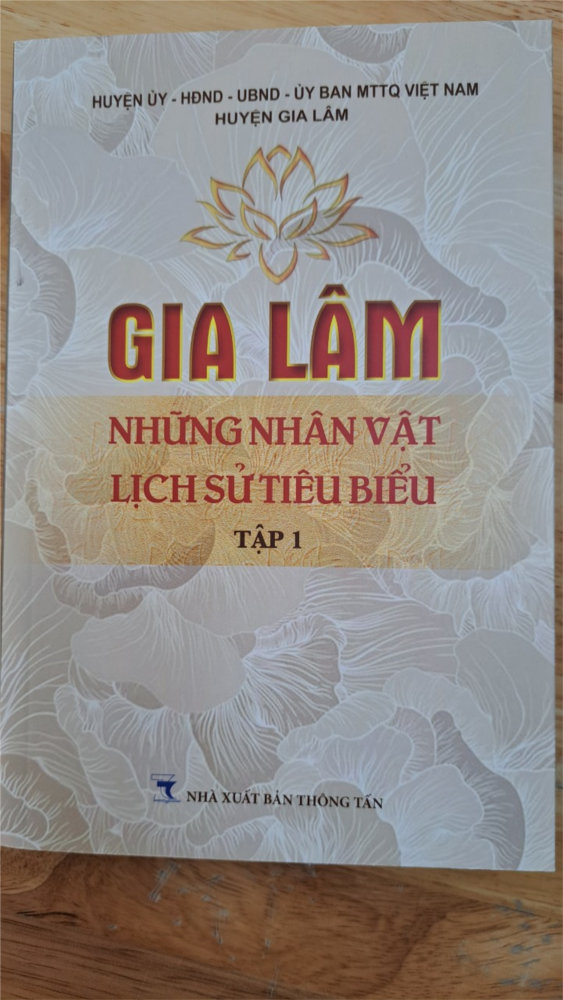 HUYỆN ỦY - HĐND - UBND - ỦY BAN MTTQ VIỆT NAM
HUYỆN GIA LÂM
GIA LÂM
NHỮNG NHÂN VẬT
LỊCH SỬ TIÊU BIỂU
TẬP 1
NHÀ XUẤT BẢN THÔNG TẤN